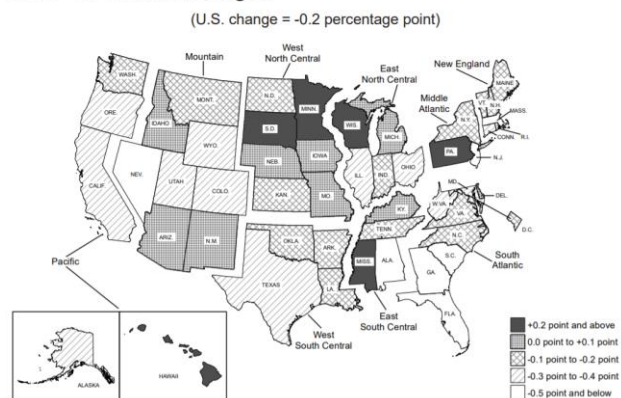 (U.S. change = -0.2 percentage point)
West
North Central
Mountain
East
North Central
New England
Middle
Atlantic
WASH.
MONT.
N.D.
MINN.
MAINE
VT.
N.H.
ORE.
IDAHO
S.D.
WIS.
N.Y.
MASS.
WYO.
MICH.
CONN.
R.I.
NEB.
IOWA
PA.
N.J.
NEV.
UTAH
COLO.
ILL.
IND.
OHIO
MD.
DEL.
CALIF.
KAN.
MO.
W.VA.
VA.
D.C.
KY.
ARIZ.
N.M.
OKLA.
ARK.
TENN.
N.C.
South
Atlantic
S.C.
Pacific
TEXAS
LA.
MISS.
ALA.
GA.
FLA.
East
South Central
West
South Central
ALASKA
HAWAII
+0.2 point and above
0.0 point to +0.1 point
-0.1 point to -0.2 point
-0.3 point to -0.4 point
-0.5 point and below